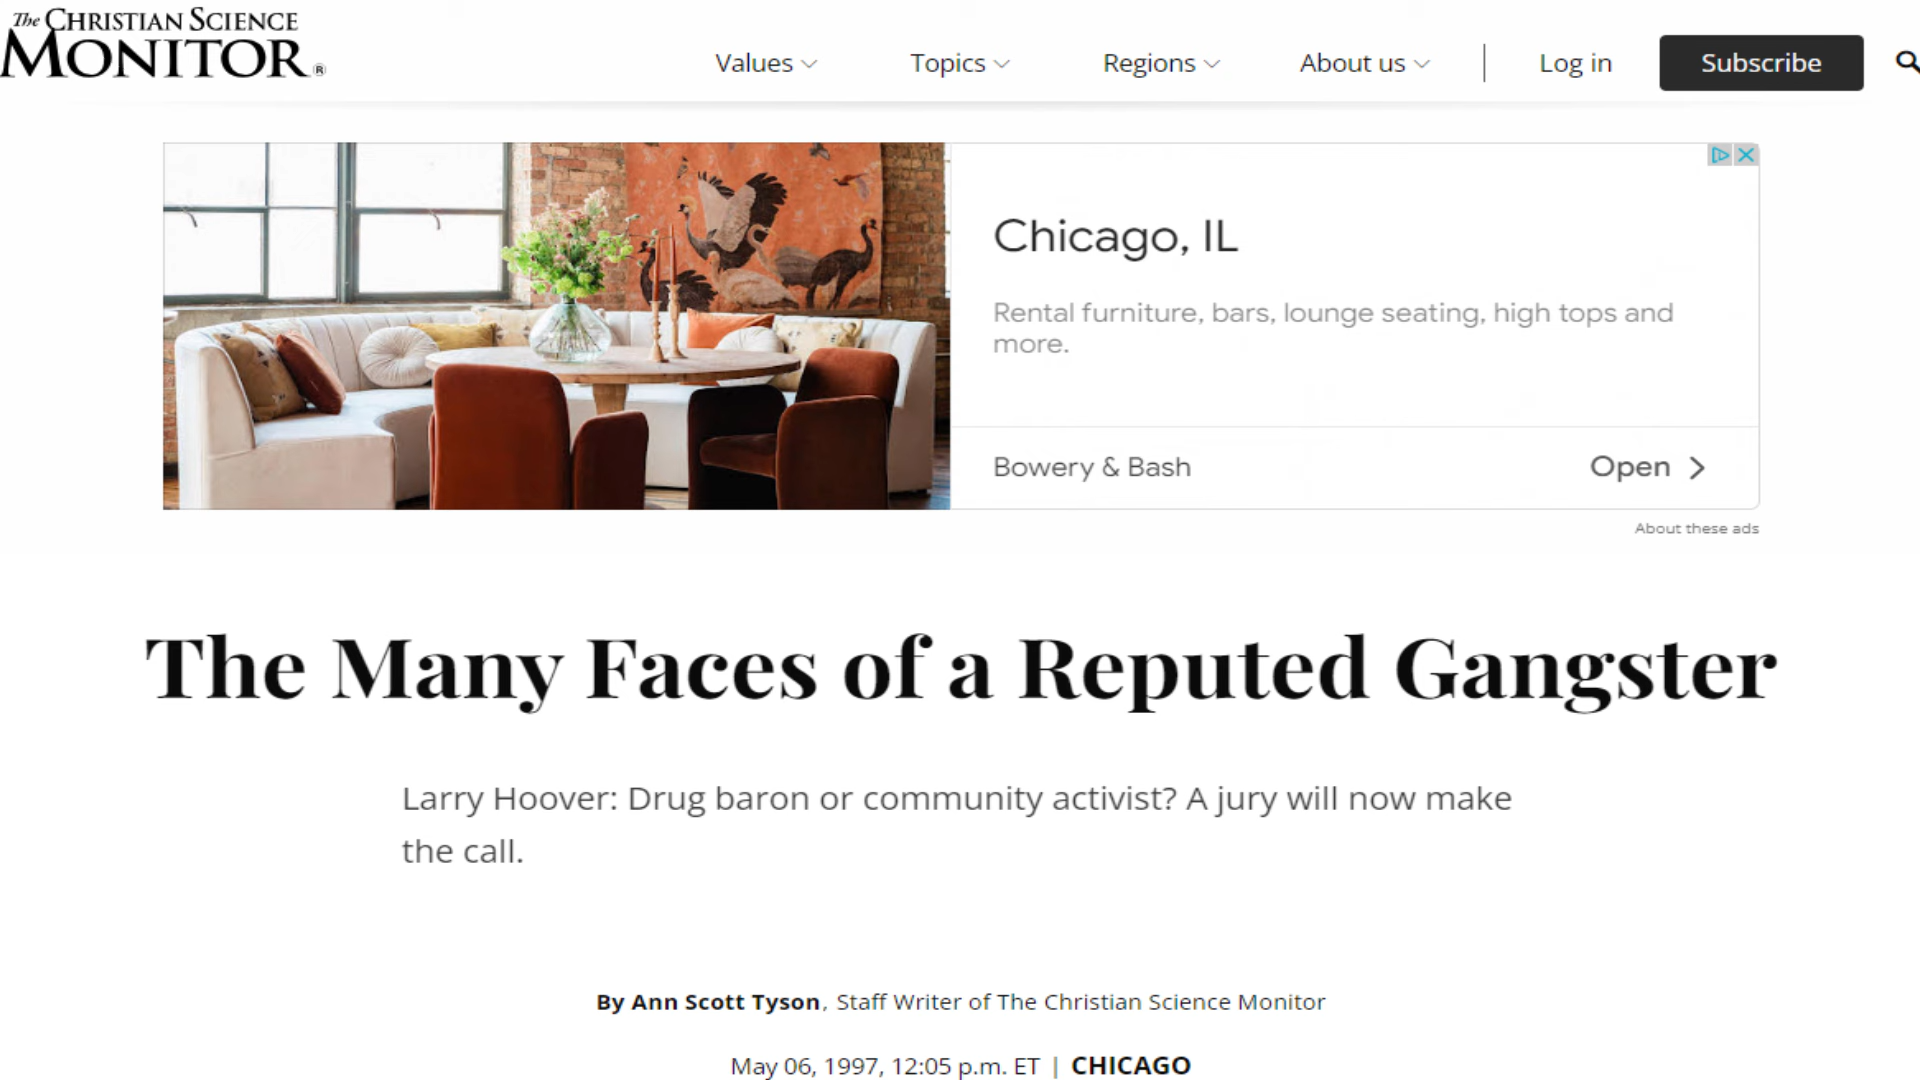 The CHRISTIAN SCIENCE
MONITOR®
Values
Topics
Regions
About us
Log in
Subscribe
Chicago, IL
Rental furniture, bars, lounge seating, high tops and
more.
Bowery & Bash
Open
About these ads
The Many Faces of a Reputed Gangster
Larry Hoover: Drug baron or community activist? A jury will now make
the call.
By Ann Scott Tyson, Staff Writer of The Christian Science Monitor
May 06, 1997, 12:05 p.m. ET | CHICAGO